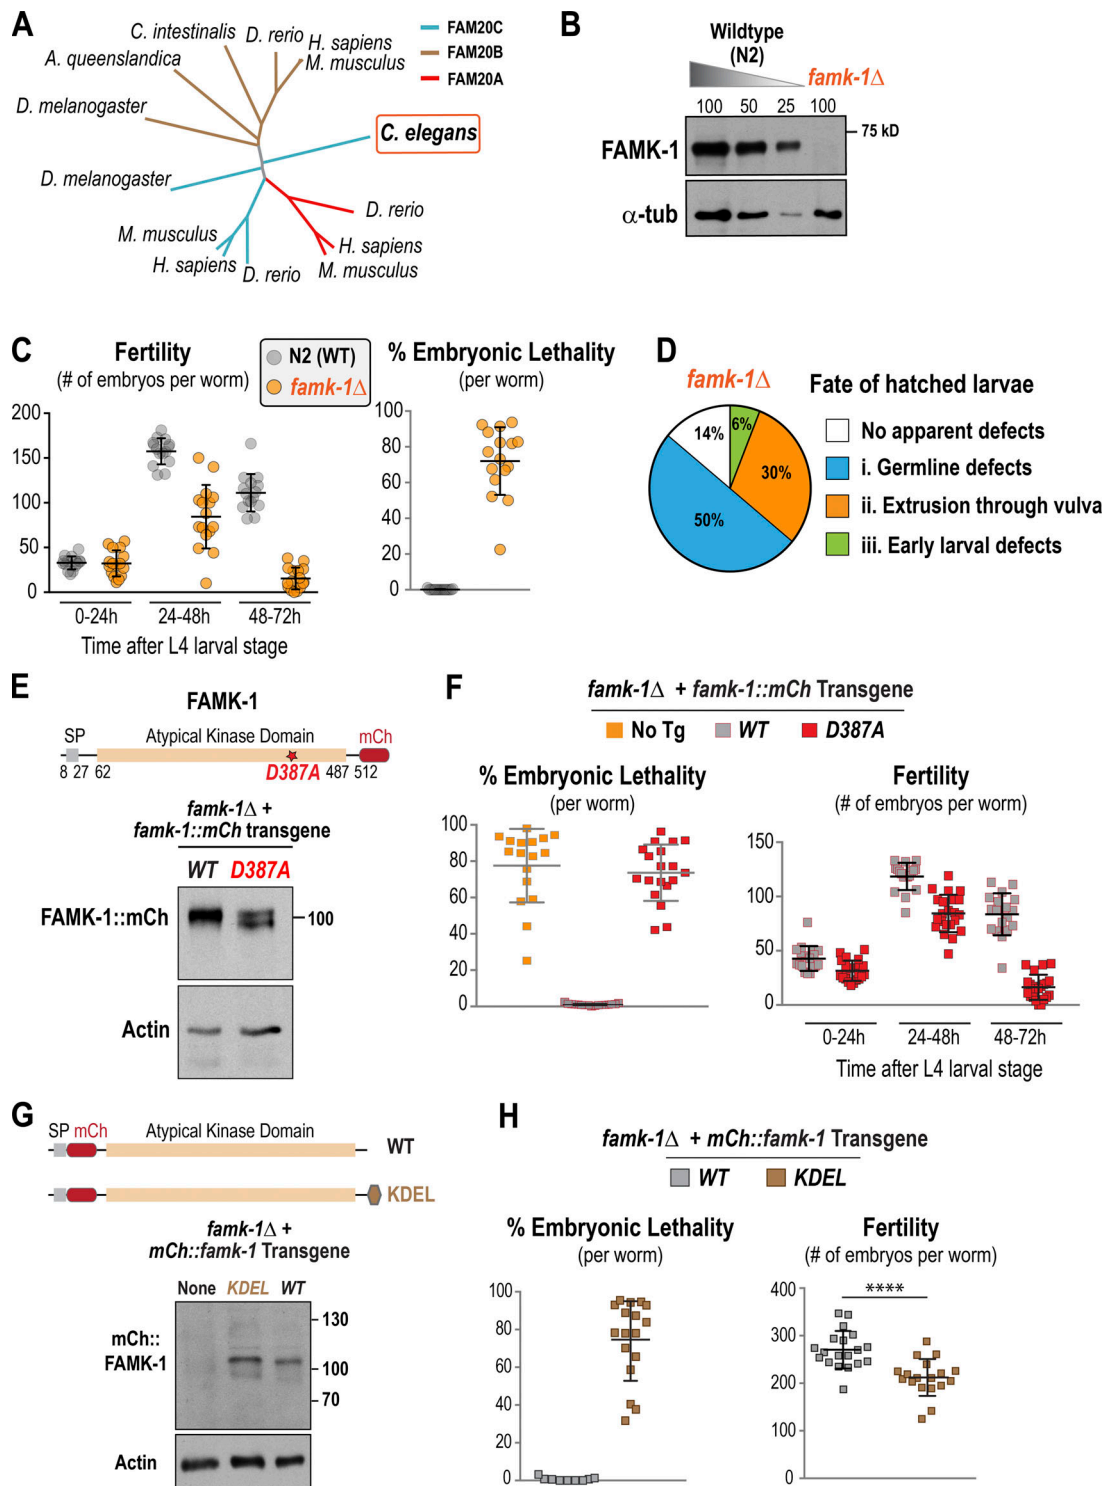 A
C. intestinalis
D. rerio
H. sapiens
M. musculus
A. queenslandica
D. melanogaster
FAM20C
FAM20B
FAM20A
C. elegans
D. melanogaster
D. rerio
M. musculus
H. sapiens
D. rerio
H. sapiens
M. musculus
B
Wildtype
(N2)
famk-1Δ
100 50 25 100
75 kD
FAMK-1
α-tub
C
Fertility
(# of embryos per worm)
N2 (WT)
famk-1Δ
% Embryonic Lethality
(per worm)
200
150
100
50
0
0-24h
24-48h
48-72h
Time after L4 larval stage
100
80
60
40
20
0
D
famk-1Δ
14%
6%
30%
50%
Fate of hatched larvae
No apparent defects
i. Germline defects
ii. Extrusion through vulva
iii. Early larval defects
E
FAMK-1
SP
Atypical Kinase Domain
mCh
8 27 62
D387A
487 512
famk-1Δ +
famk-1::mCh transgene
WT D387A
FAMK-1::mCh
100
Actin
F
famk-1Δ + famk-1::mCh Transgene
No Tg
WT
D387A
% Embryonic Lethality
(per worm)
100
80
60
40
20
0
Fertility
(# of embryos per worm)
150
100
50
0
0-24h
24-48h
48-72h
Time after L4 larval stage
G
SP mCh
Atypical Kinase Domain
WT
KDEL
famk-1Δ +
mCh::famk-1 Transgene
None KDEL WT
mCh::
FAMK-1
130
100
70
Actin
H
famk-1Δ + mCh::famk-1 Transgene
WT
KDEL
% Embryonic Lethality
(per worm)
100
80
60
40
20
0
Fertility
(# of embryos per worm)
400
300
200
100
0
****